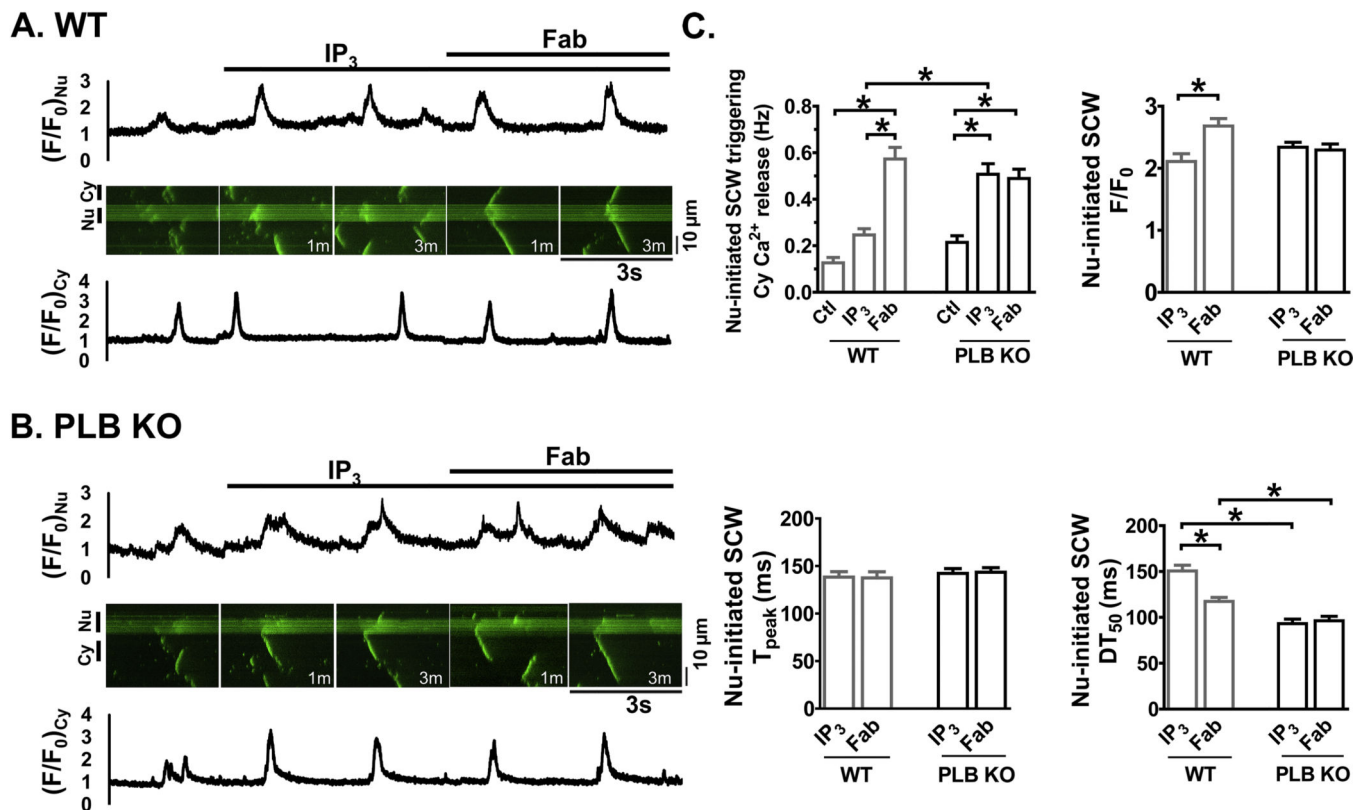 A. WT
IP3
Fab
(F/F0)Nu
3
2
1
0
Cy
Nu
1m
3m
1m
3m
10 µm
3s
(F/F0)Cy
4
3
2
1
0
B. PLB KO
IP3
Fab
(F/F0)Nu
3
2
1
0
Nu
Cy
1m
3m
1m
3m
10 µm
3s
(F/F0)Cy
4
3
2
1
0
C.
Nu-initiated SCW triggering
Cy Ca2+ release (Hz)
0.8
0.6
0.4
0.2
0.0
* * * * * *
Ctl IP3 Fab Ctl IP3 Fab
WT PLB KO
Nu-initiated SCW
F/F0
3
2
1
0
*
IP3 Fab IP3 Fab
WT PLB KO
Nu-initiated SCW
Tpeak (ms)
200
150
100
50
0
IP3 Fab IP3 Fab
WT PLB KO
Nu-initiated SCW
DT50 (ms)
200
150
100
50
0
* * *
IP3 Fab IP3 Fab
WT PLB KO